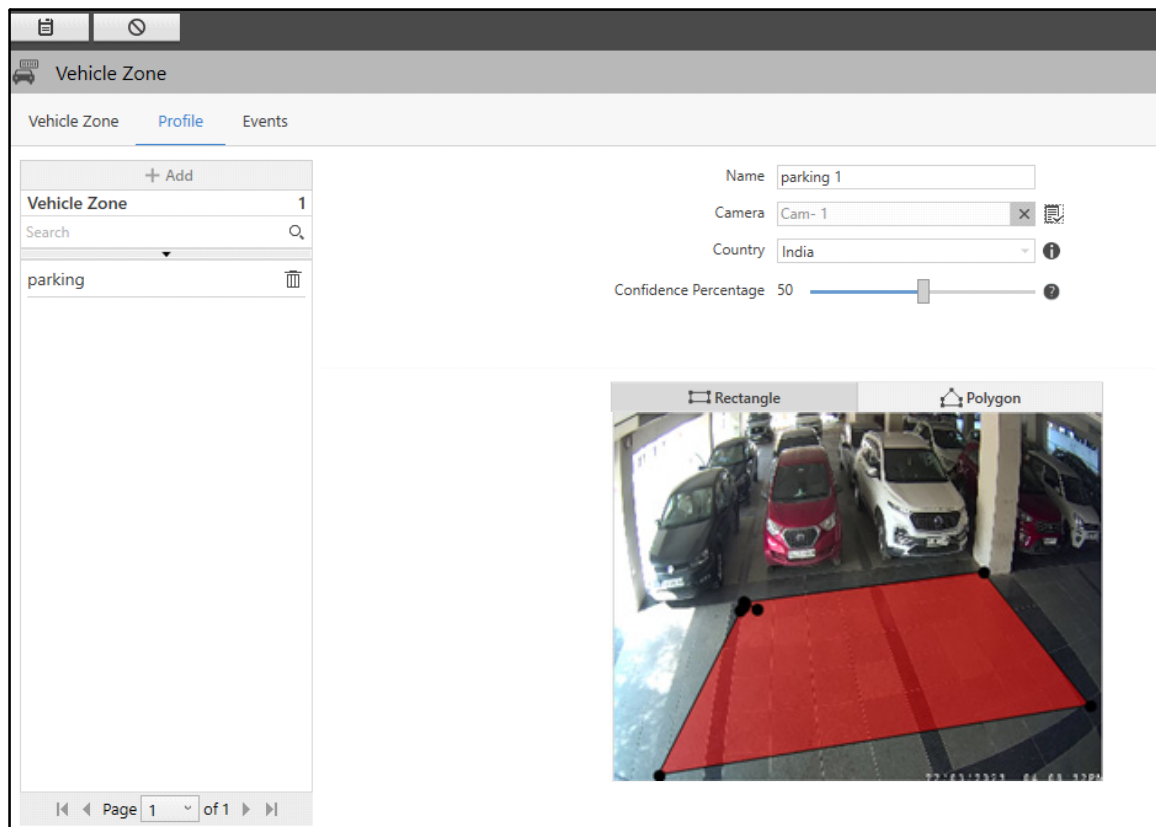 Vehicle Zone
Vehicle Zone Profile Events
+ Add
Vehicle Zone 1
Search
parking
Page 1 of 1
Name parking 1
Camera Cam- 1
Country India
Confidence Percentage 50
Rectangle Polygon